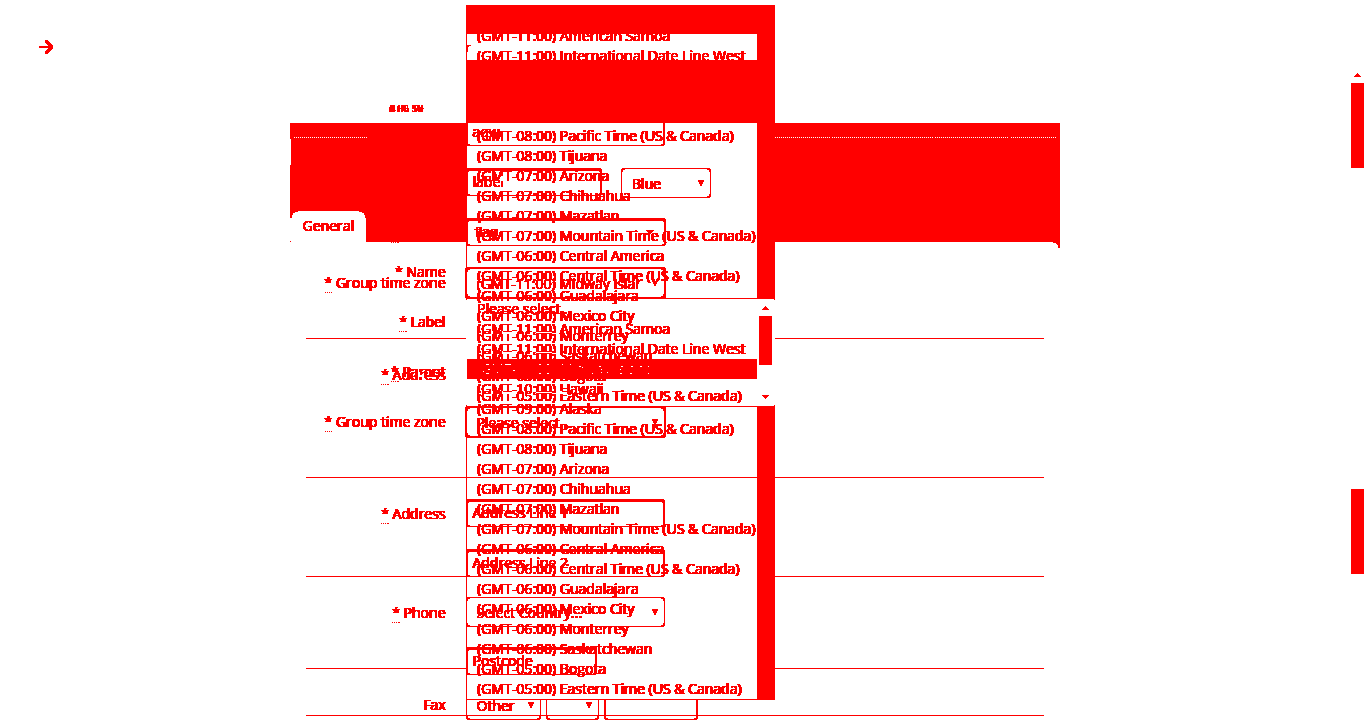 (GMT-11:00) American Samoa
(GMT-11:00) International Date Line West
(GMT-08:00) Pacific Time (US & Canada)
(GMT-08:00) Tijuana
(GMT-07:00) Arizona
label
Blue
(GMT-07:00) Chihuahua
(GMT-07:00) Mazatlan
General
(GMT-07:00) Mountain Time (US & Canada)
(GMT-06:00) Central America
* Name
(GMT-06:00) Central Time (US & Canada)
* Group time zone
(GMT-11:00) Midway Islar
(GMT-06:00) Guadalajara
Please select
(GMT-06:00) Mexico City
* Label
(GMT-11:00) American Samoa
(GMT-06:00) Monterrey
(GMT-11:00) International Date Line West
(GMT-06:00) Saskatchewan
* Address
(GMT-10:00) Hawaii
(GMT-05:00) Eastern Time (US & Canada)
(GMT-09:00) Alaska
* Group time zone
Please select
(GMT-08:00) Pacific Time (US & Canada)
(GMT-08:00) Tijuana
(GMT-07:00) Arizona
(GMT-07:00) Chihuahua
(GMT-07:00) Mazatlan
* Address
Address Line 1
(GMT-07:00) Mountain Time (US & Canada)
(GMT-06:00) Central America
Address Line 2
(GMT-06:00) Central Time (US & Canada)
(GMT-06:00) Guadalajara
(GMT-06:00) Mexico City
* Phone
Select Country...
(GMT-06:00) Monterrey
(GMT-06:00) Saskatchewan
Postcode
(GMT-05:00) Bogota
(GMT-05:00) Eastern Time (US & Canada)
Fax
Other